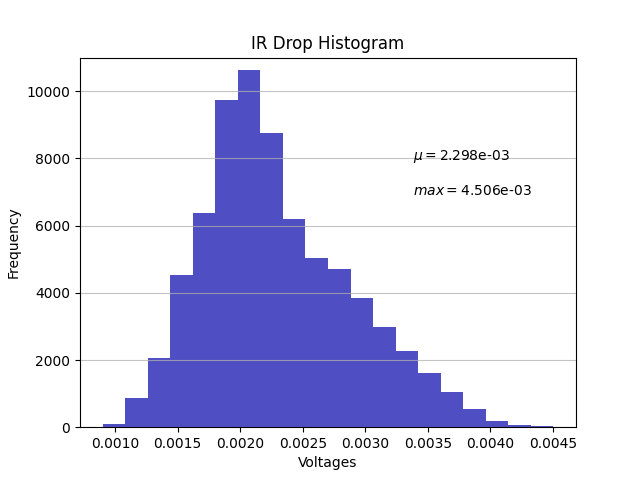 IR Drop Histogram
10000
8000
6000
4000
2000
0
Frequency
μ = 2.298e-03
max = 4.506e-03
0.0010 0.0015 0.0020 0.0025 0.0030 0.0035 0.0040 0.0045
Voltages